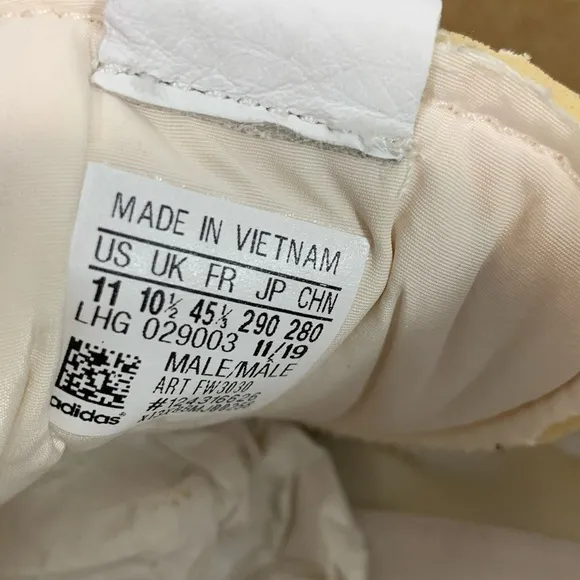 MADE IN VIETNAM
US UK FR JP CHN
11 10½ 45⅓ 290 280
LHG 029003 11/19
MALE/MÂLE
ART FW3030
#124316626
adidas